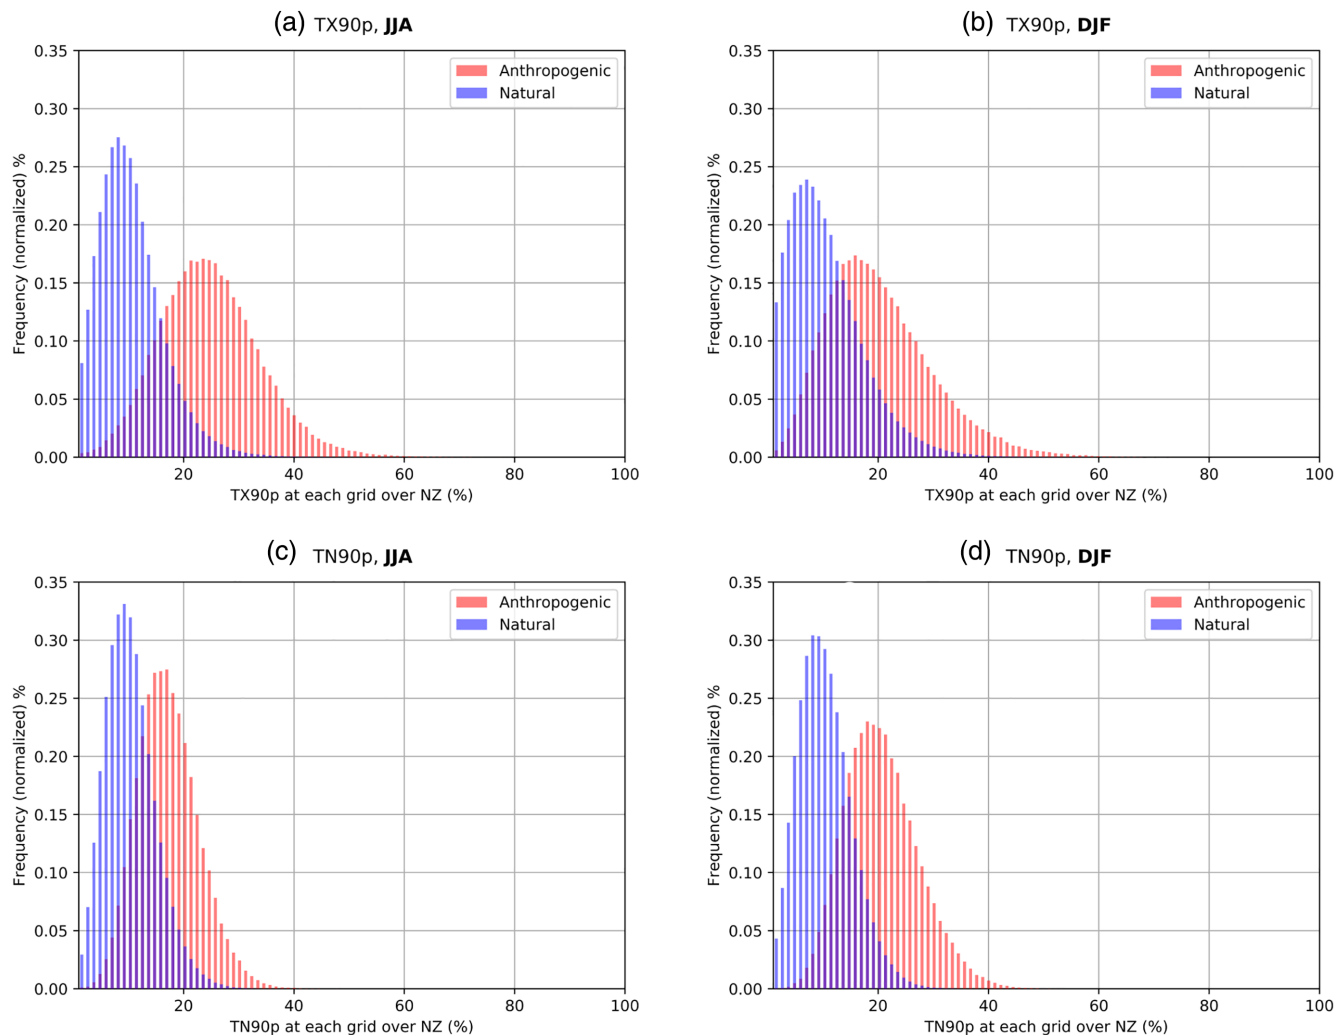 (a) TX90p, JJA
0.35
0.30
0.25
0.20
0.15
0.10
0.05
0.00
Frequency (normalized) %
Anthropogenic
Natural
20 40 60 80 100
TX90p at each grid over NZ (%)
(b) TX90p, DJF
0.35
0.30
0.25
0.20
0.15
0.10
0.05
0.00
Frequency (normalized) %
Anthropogenic
Natural
20 40 60 80 100
TX90p at each grid over NZ (%)
(c) TN90p, JJA
0.35
0.30
0.25
0.20
0.15
0.10
0.05
0.00
Frequency (normalized) %
Anthropogenic
Natural
20 40 60 80 100
TN90p at each grid over NZ (%)
(d) TN90p, DJF
0.35
0.30
0.25
0.20
0.15
0.10
0.05
0.00
Frequency (normalized) %
Anthropogenic
Natural
20 40 60 80 100
TN90p at each grid over NZ (%)